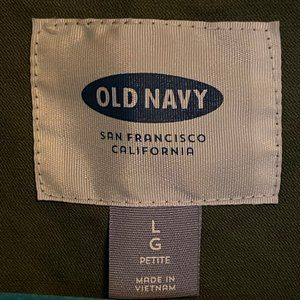 OLD NAVY
SAN FRANCISCO
CALIFORNIA
L
G
PETITE
MADE IN
VIETNAM